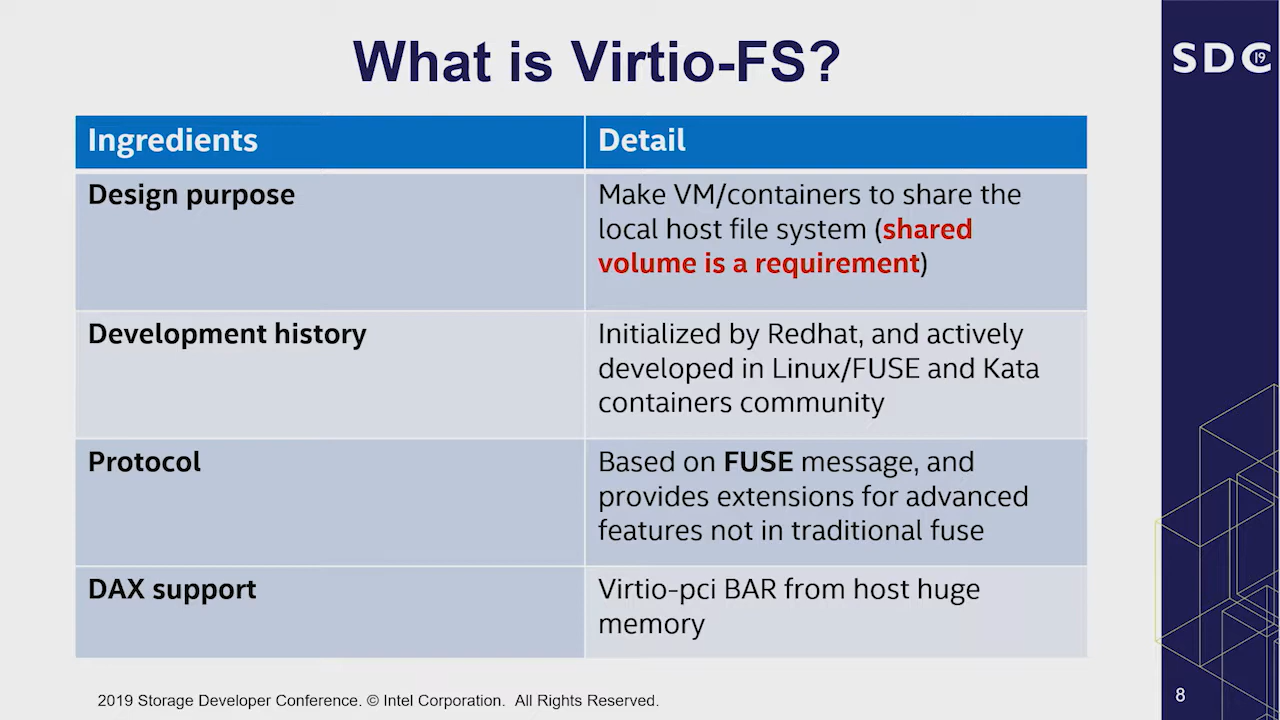 What is Virtio-FS?
SDC 19
Ingredients
Detail
Design purpose
Make VM/containers to share the
local host file system (shared
volume is a requirement)
Development history
Initialized by Redhat, and actively
developed in Linux/FUSE and Kata
containers community
Protocol
Based on FUSE message, and
provides extensions for advanced
features not in traditional fuse
DAX support
Virtio-pci BAR from host huge
memory
2019 Storage Developer Conference. © Intel Corporation. All Rights Reserved.
8